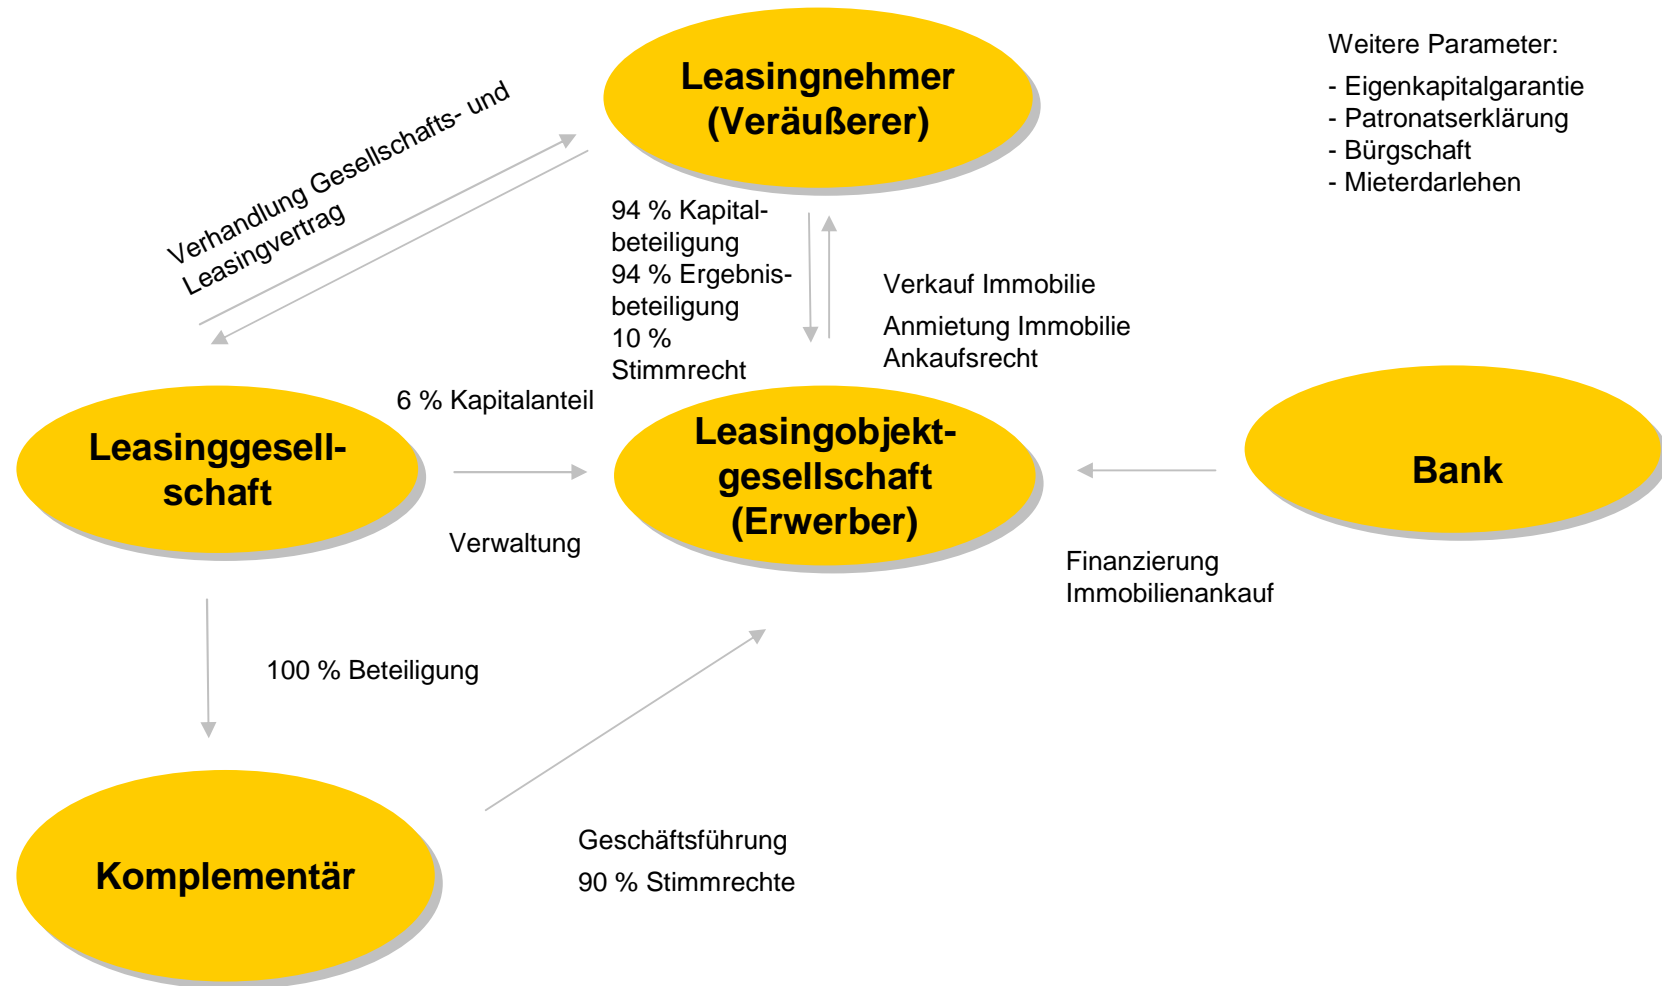 Leasingnehmer
(Veräußerer)
Weitere Parameter:
- Eigenkapitalgarantie
- Patronatserklärung
- Bürgschaft
- Mieterdarlehen
Verhandlung Gesellschafts- und
Leasingvertrag
94 % Kapital-
beteiligung
94 % Ergebnis-
beteiligung
10 %
Stimmrecht
Verkauf Immobilie
Anmietung Immobilie
Ankaufsrecht
6 % Kapitalanteil
Leasinggesell-
schaft
Leasingobjekt-
gesellschaft
(Erwerber)
Bank
Verwaltung
Finanzierung
Immobilienankauf
100 % Beteiligung
Komplementär
Geschäftsführung
90 % Stimmrechte